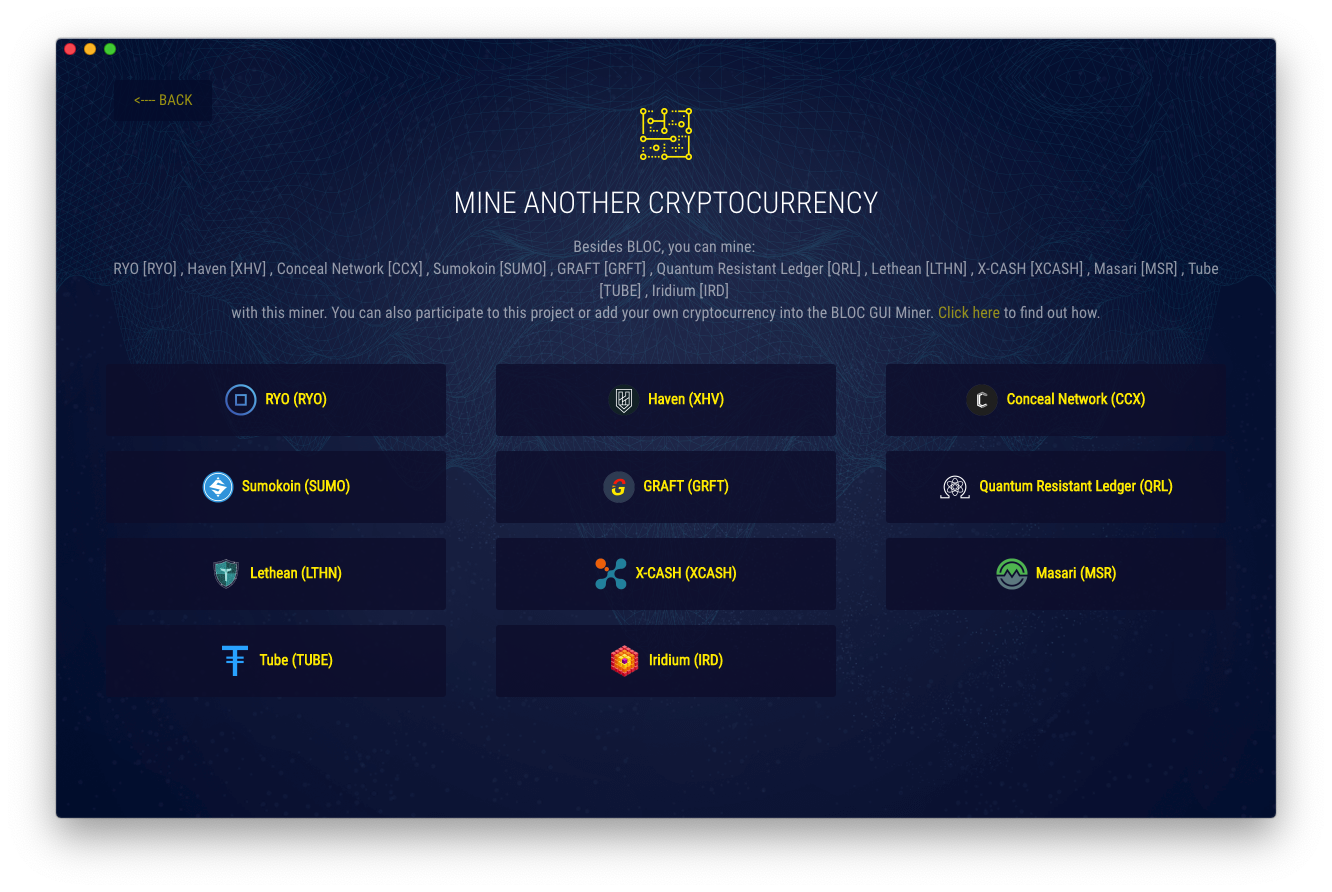 <---- BACK
MINE ANOTHER CRYPTOCURRENCY
Besides BLOC, you can mine:
RYO [RYO] , Haven [XHV] , Conceal Network [CCX] , Sumokoin [SUMO] , GRAFT [GRFT] , Quantum Resistant Ledger [QRL] , Lethean [LTHN] , X-CASH [XCASH] , Masari [MSR] , Tube
[TUBE] , Iridium [IRD]
with this miner. You can also participate to this project or add your own cryptocurrency into the BLOC GUI Miner. Click here to find out how.
RYO (RYO)
Haven (XHV)
Conceal Network (CCX)
Sumokoin (SUMO)
GRAFT (GRFT)
Quantum Resistant Ledger (QRL)
Lethean (LTHN)
X-CASH (XCASH)
Masari (MSR)
Tube (TUBE)
Iridium (IRD)